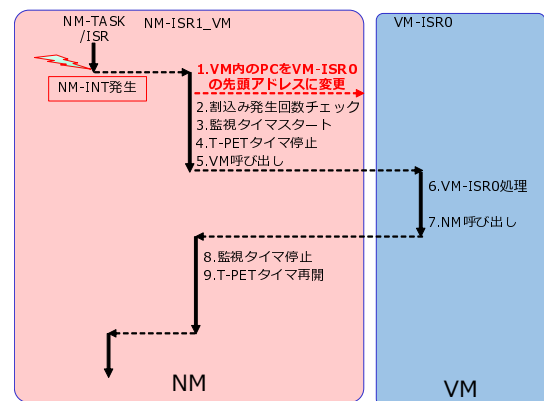 NM-TASK
/ISR
NM-ISR1_VM
VM-ISR0
NM-INT発生
1.VM内のPCをVM-ISR0
の先頭アドレスに変更
2.割込み発生回数チェック
3.監視タイマスタート
4.T-PETタイマ停止
5.VM呼び出し
6.VM-ISR0処理
7.NM呼び出し
8.監視タイマ停止
9.T-PETタイマ再開
NM
VM